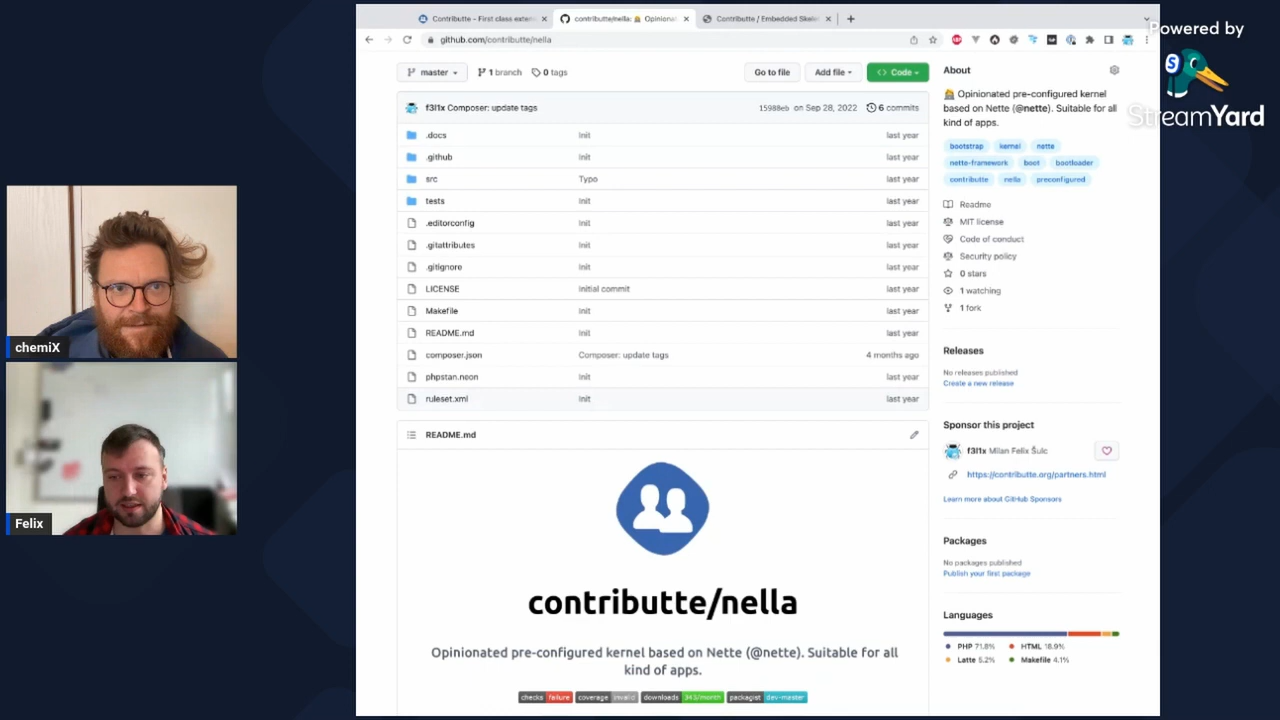 Contributte - First class exten
contributte/nella: Opinionat
Contributte / Embedded Skele
github.com/contributte/nella
Powered by
StreamYard
master
1 branch
0 tags
Go to file
Add file
Code
f3l1x Composer: update tags
15988eb on Sep 28, 2022
6 commits
.docs Init last year
.github Init last year
src Typo last year
tests Init last year
.editorconfig Init last year
.gitattributes Init last year
.gitignore Init last year
LICENSE Initial commit last year
Makefile Init last year
README.md Init last year
composer.json Composer: update tags 4 months ago
phpstan.neon Init last year
ruleset.xml Init last year
README.md
contributte/nella
Opinionated pre-configured kernel based on Nette (@nette). Suitable for all
kind of apps.
checks failure coverage invalid downloads 343/month packagist dev-master
About
Opinionated pre-configured kernel
based on Nette (@nette). Suitable for all
kind of apps.
bootstrap kernel nette
nette-framework boot bootloader
contributte nella preconfigured
Readme
MIT license
Code of conduct
Security policy
0 stars
1 watching
1 fork
Releases
No releases published
Create a new release
Sponsor this project
f3l1x Milan Felix Šulc
https://contributte.org/partners.html
Learn more about GitHub Sponsors
Packages
No packages published
Publish your first package
Languages
PHP 71.8% HTML 18.9%
Latte 5.2% Makefile 4.1%
chemiX
Felix